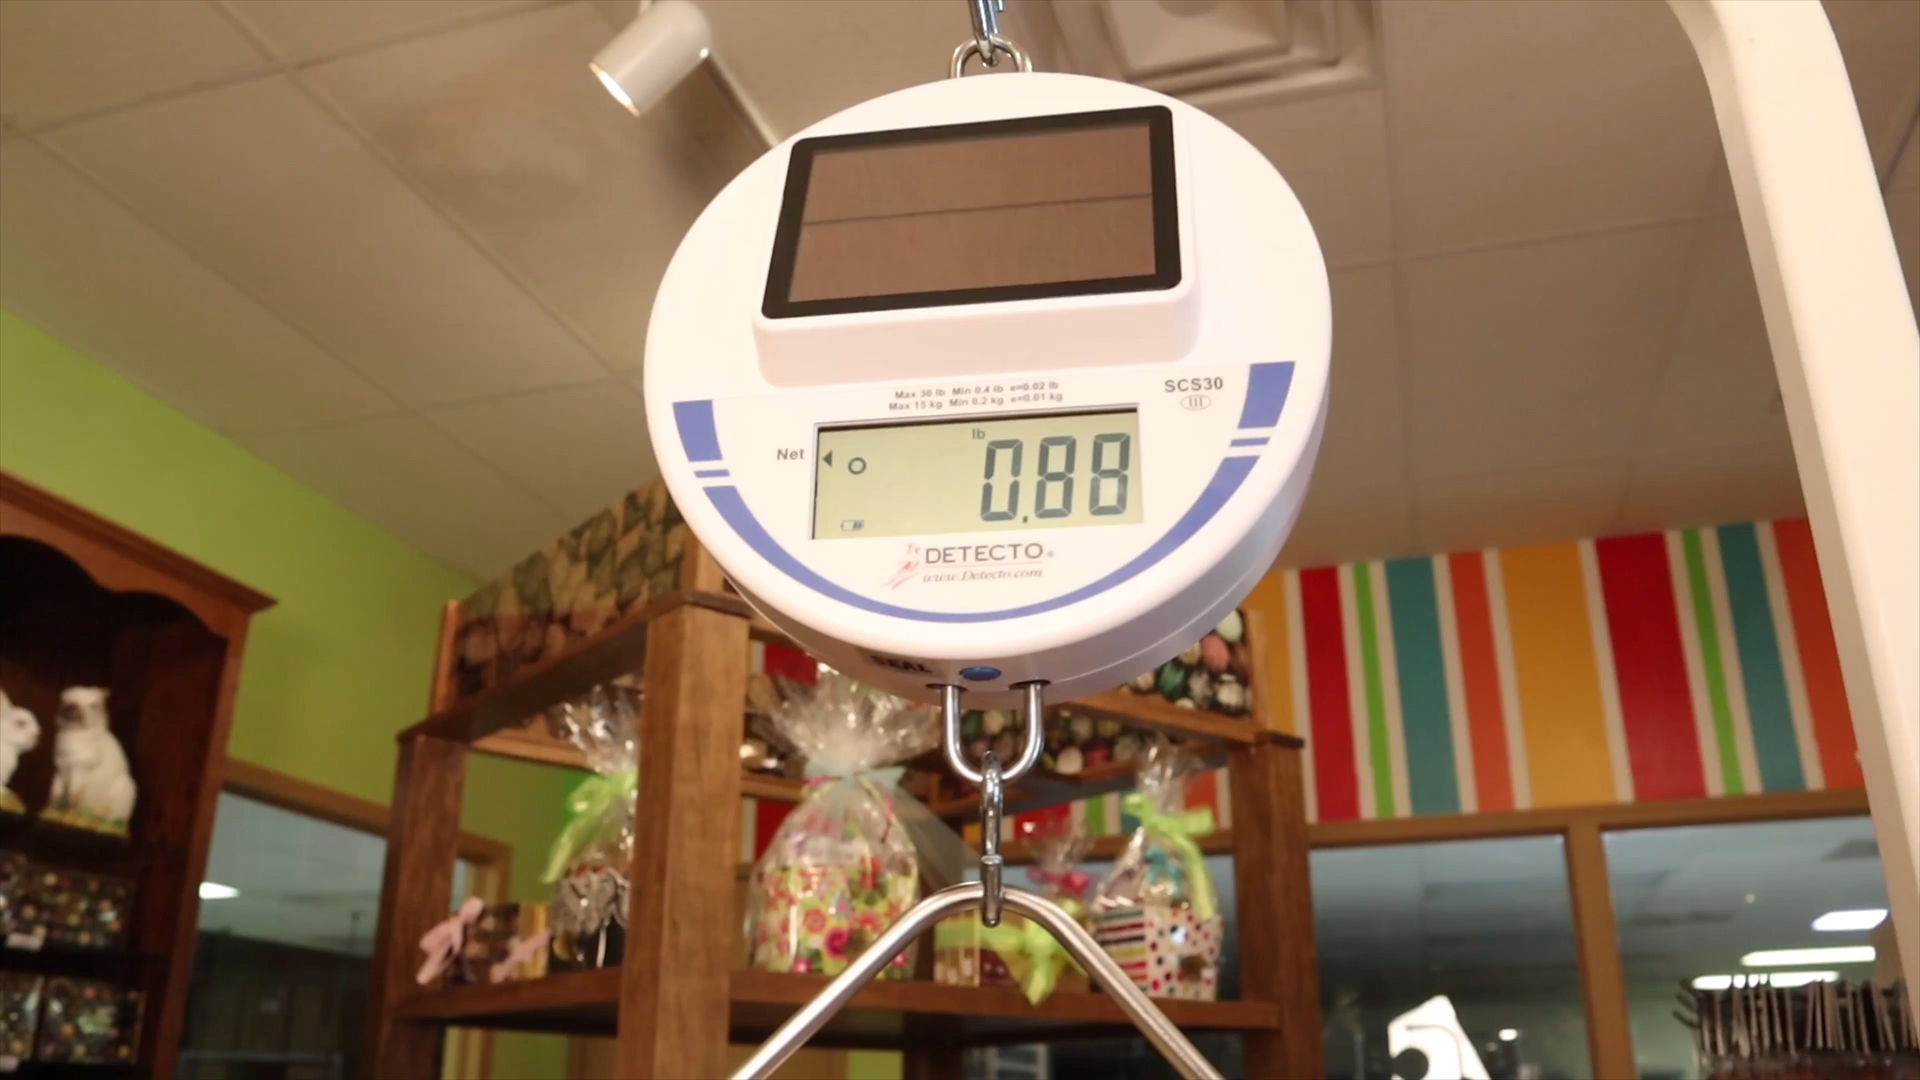 Max 30 lb Min 0.4 lb e=0.02 lb
Max 15 kg Min 0.2 kg e=0.01 kg
SCS30
III
Net
lb
0.88
DETECTO®
www.Detecto.com
SEAL